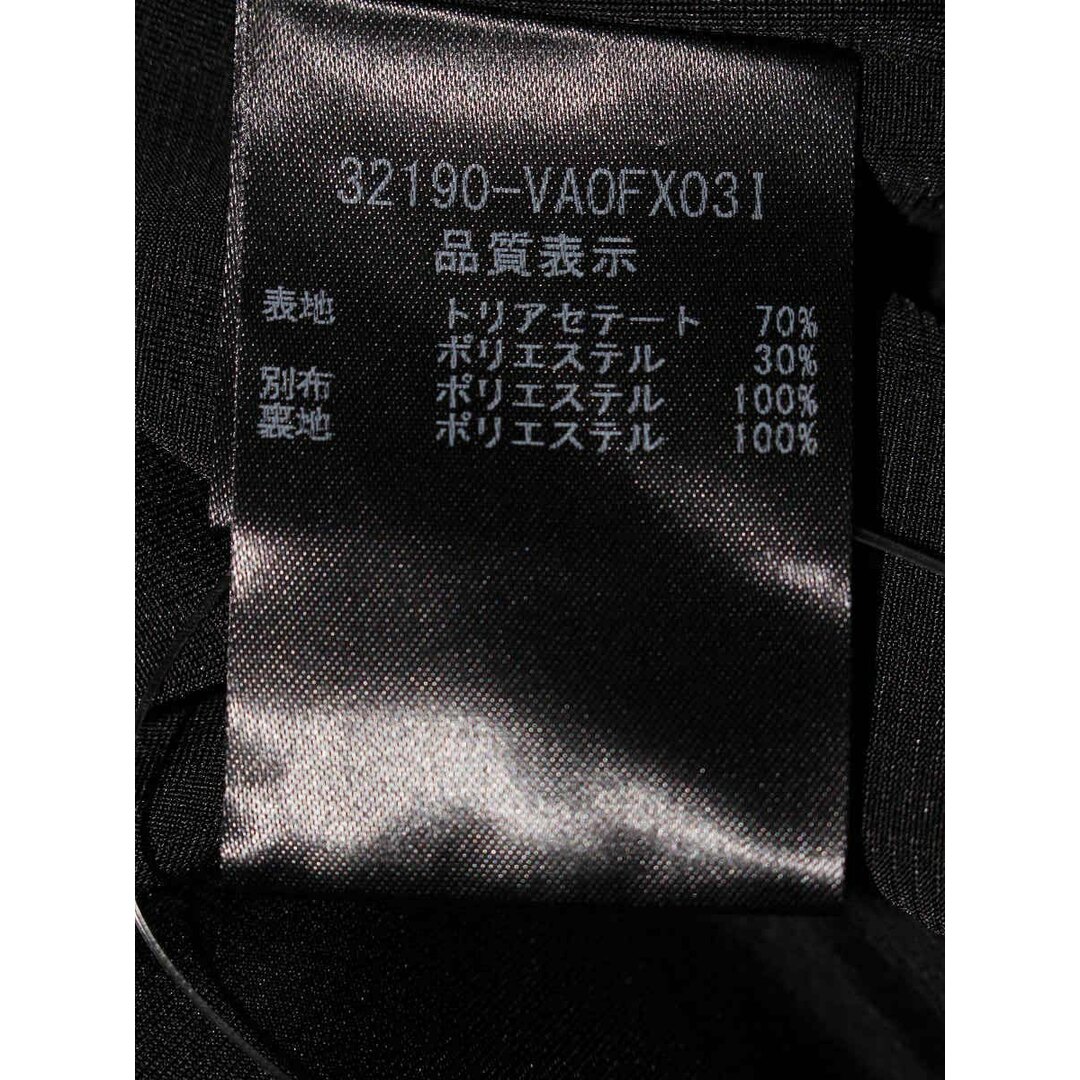 32190-VA0FX03I
品質表示
表地 トリアセテート 70%
ポリエステル 30%
別布 ポリエステル 100%
裏地 ポリエステル 100%